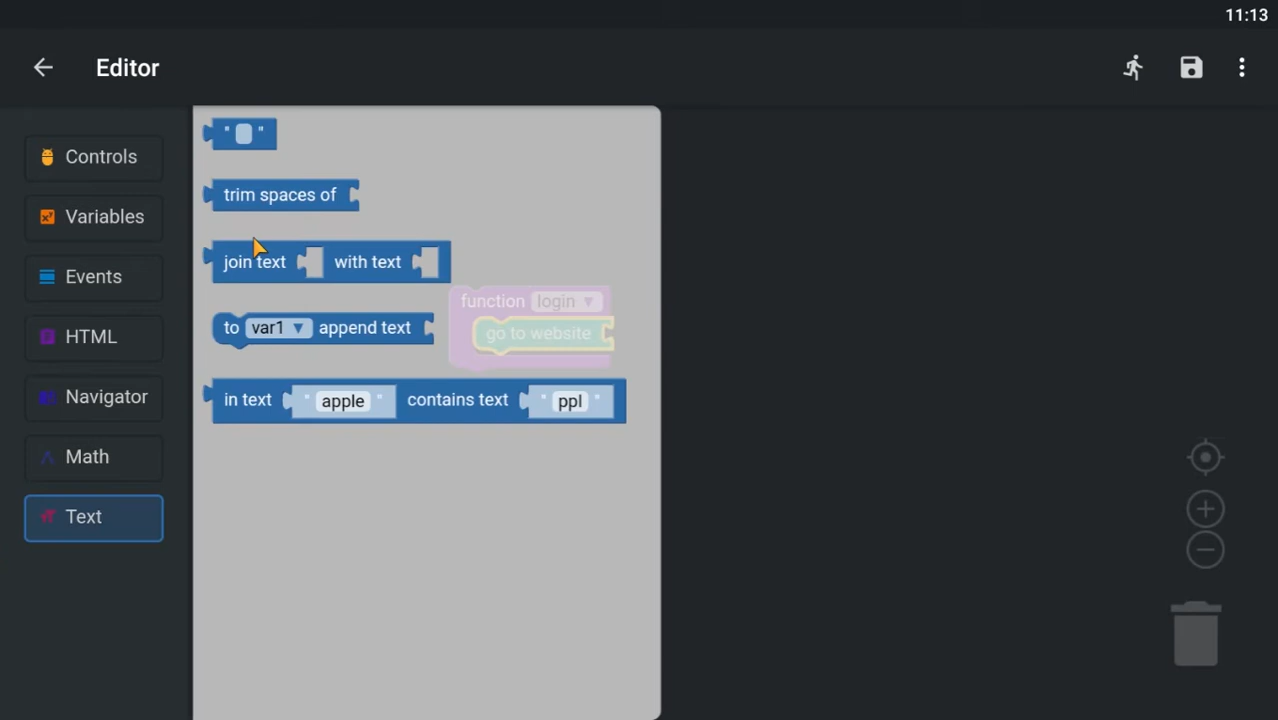 11:13
Editor
Controls
Variables
Events
HTML
Navigator
Math
Text
" "
trim spaces of
join text with text
to var1 ▼ append text
function login ▼
go to website
in text " apple " contains text " ppl "